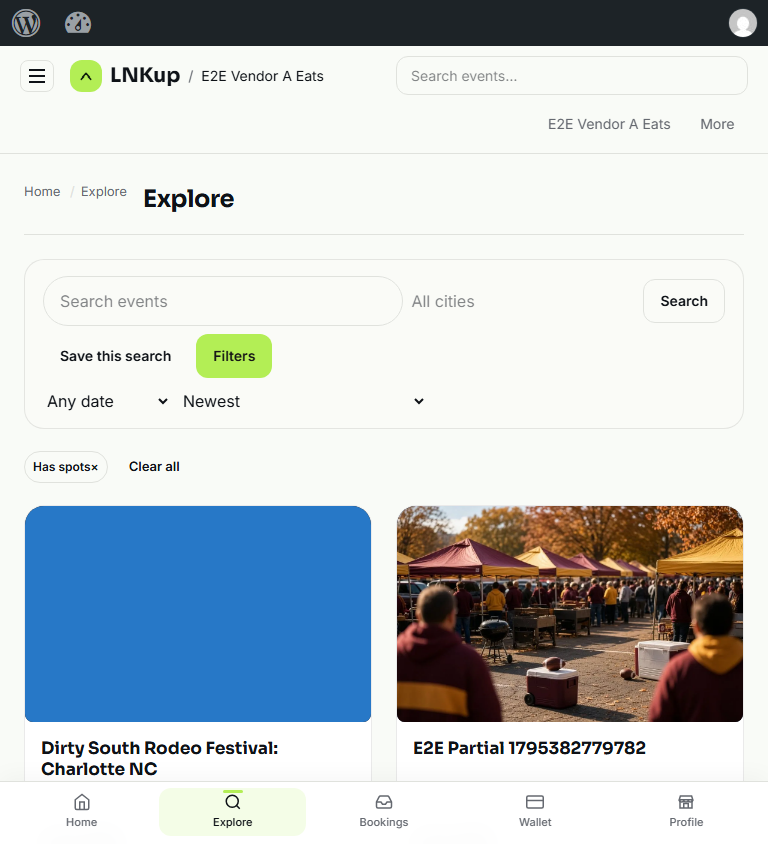 LNKup / E2E Vendor A Eats
Search events...
E2E Vendor A Eats More
Home / Explore
Explore
Search events
All cities
Search
Save this search
Filters
Any date
Newest
Has spots×
Clear all
Dirty South Rodeo Festival:
Charlotte NC
E2E Partial 1795382779782
Home
Explore
Bookings
Wallet
Profile